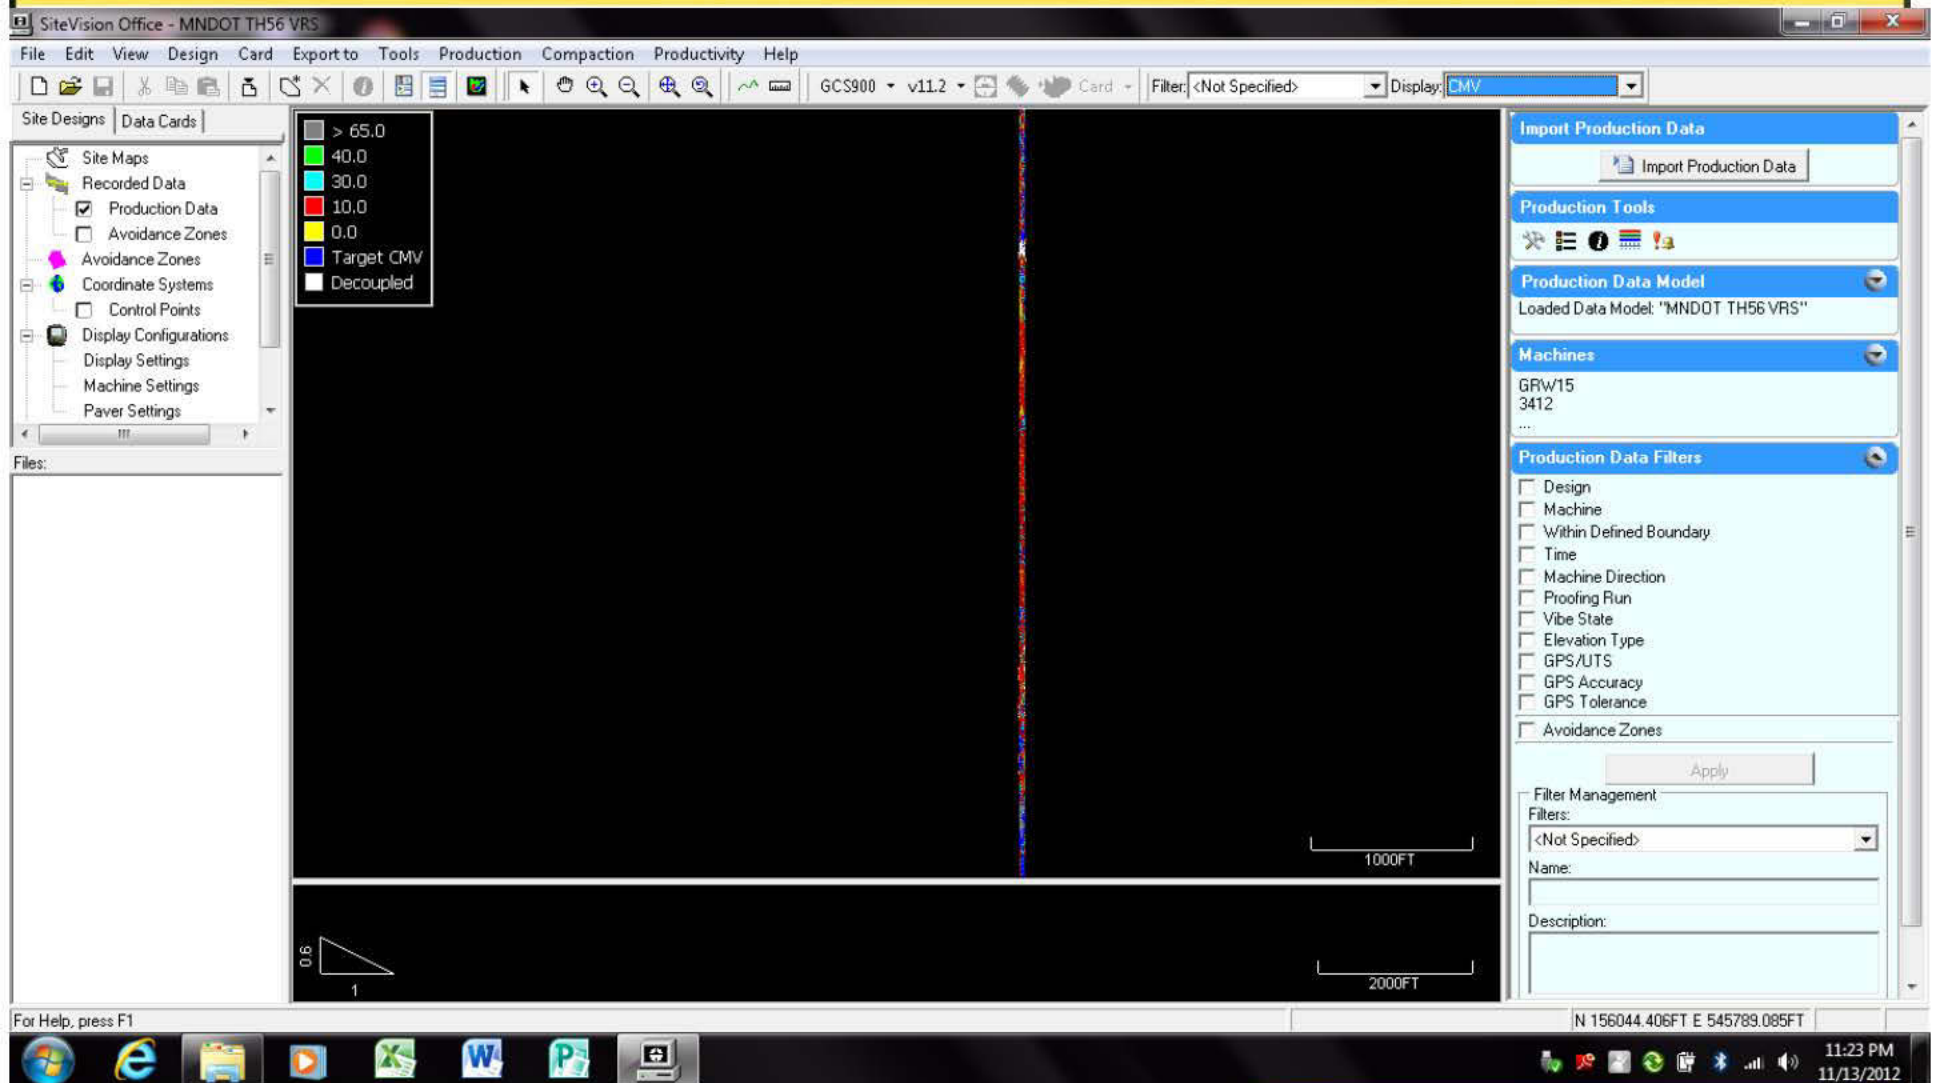 SiteVision Office - MNDOT TH56 VRS
File Edit View Design Card Export to Tools Production Compaction Productivity Help
GCS900 v11.2 Card Filter: <Not Specified> Display: CMV
Site Designs Data Cards
Site Maps
Recorded Data
Production Data
Avoidance Zones
Avoidance Zones
Coordinate Systems
Control Points
Display Configurations
Display Settings
Machine Settings
Paver Settings
Files:
> 65.0
40.0
30.0
10.0
0.0
Target CMV
Decoupled
1000FT
0.6
1
2000FT
Import Production Data
Import Production Data
Production Tools
Production Data Model
Loaded Data Model: "MNDOT TH56 VRS"
Machines
GRW15
3412
...
Production Data Filters
Design
Machine
Within Defined Boundary
Time
Machine Direction
Proofing Run
Vibe State
Elevation Type
GPS/UTS
GPS Accuracy
GPS Tolerance
Avoidance Zones
Apply
Filter Management
Filters:
<Not Specified>
Name:
Description:
For Help, press F1
N 156044.406FT E 545789.085FT
11:23 PM
11/13/2012